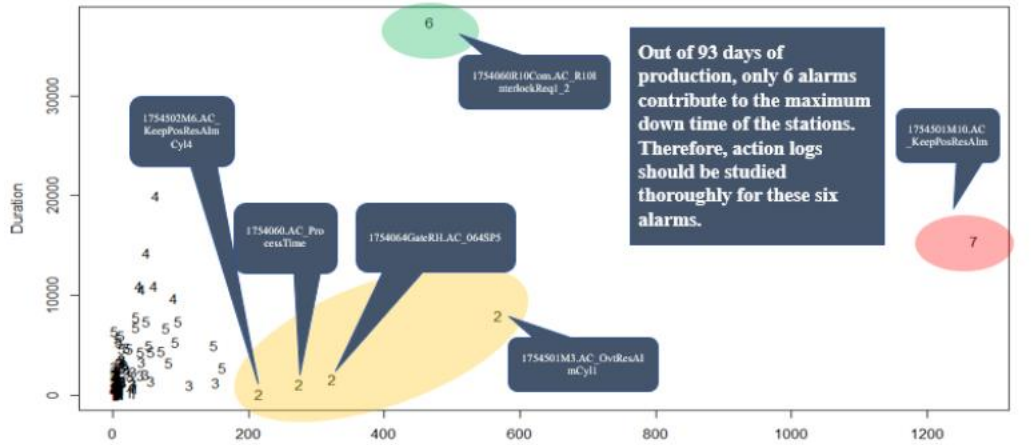 6
1754060R10Com.AC_R10I
nterlockReq1_2
Out of 93 days of
production, only 6 alarms
contribute to the maximum
down time of the stations.
Therefore, action logs
should be studied
thoroughly for these six
alarms.
1754501M10.AC
_KeepPosResAlm
7
1754502M6.AC_
KeepPosResAlm
Cyl4
1754060.AC_Pro
cessTime
1754064GateRH.AC_064SP5
1754501M3.AC_OvtResAl
mCyl1
Duration
30000
20000
10000
0
4
4
4 4
4
5
5 5
5
5
5
5
5
3
3
3
2
2
2
2
0
200
400
600
800
1000
1200